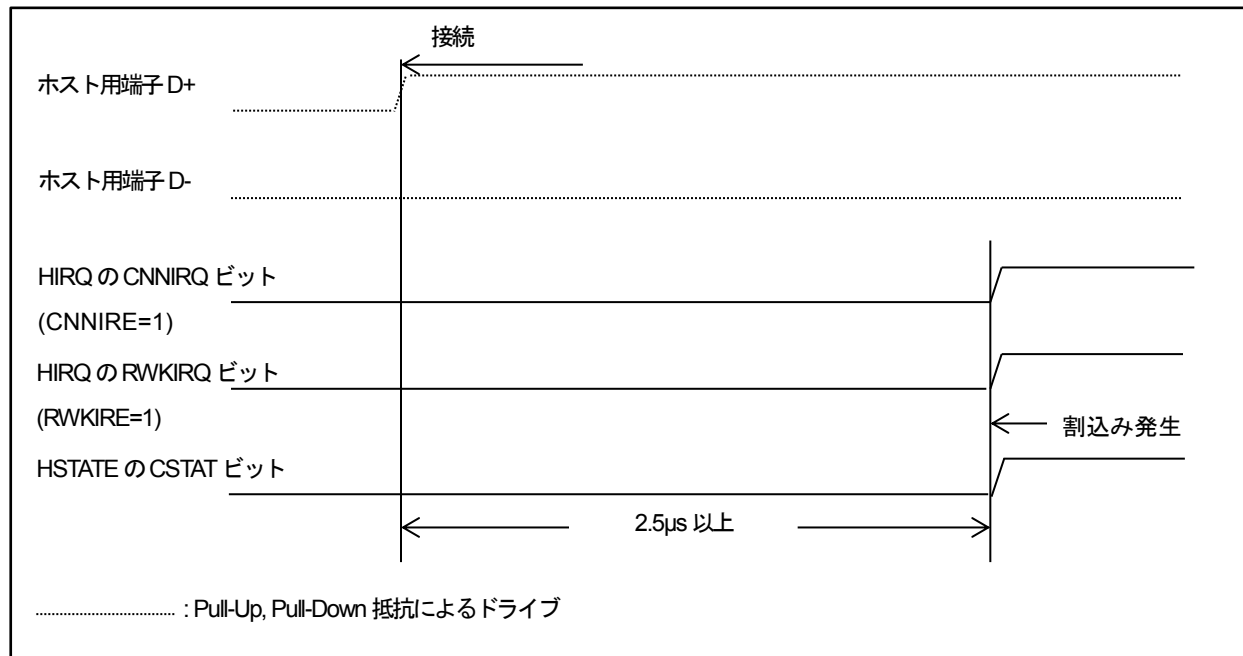 接続
ホスト用端子 D+
ホスト用端子 D-
HIRQ の CNNIRQ ビット
(CNNIRE=1)
HIRQ の RWKIRQ ビット
(RWKIRE=1)
割込み発生
HSTATE の CSTAT ビット
2.5µs 以上
: Pull-Up, Pull-Down 抵抗によるドライブ